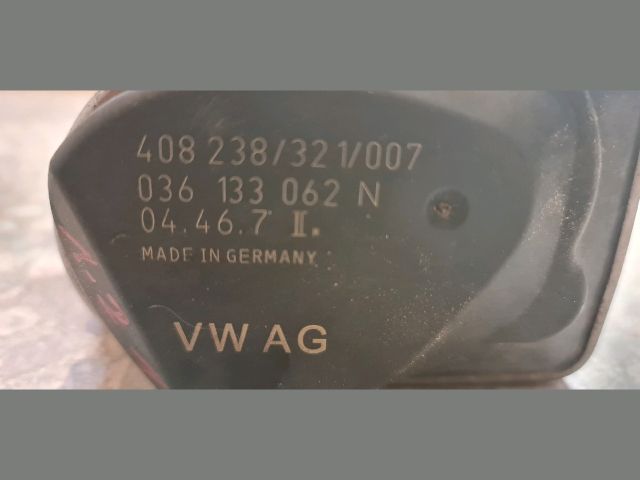 408 238/321/007
036 133 062 N
04.46.7 II.
MADE IN GERMANY
VW AG